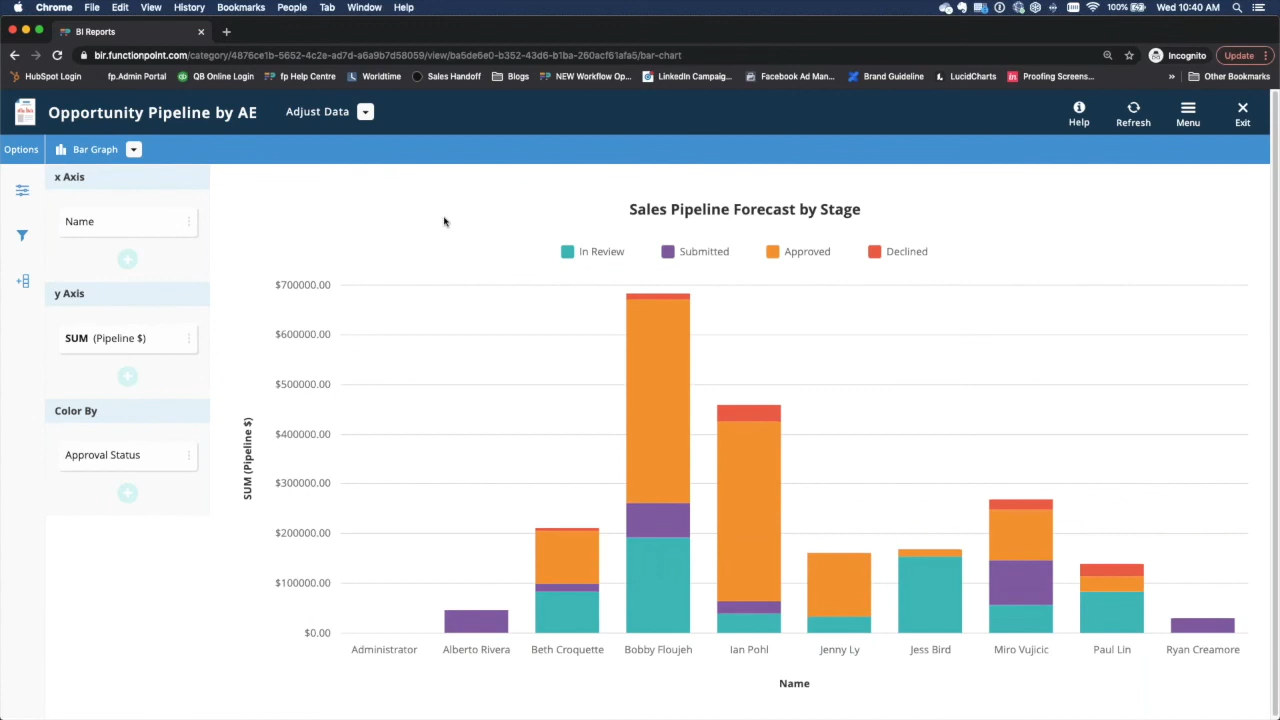 Chrome File Edit View History Bookmarks People Tab Window Help 100% Wed 10:40 AM
BI Reports
bir.functionpoint.com/category/4876ce1b-5652-4c2e-ad7d-a6a9b7d58059/view/ba5de6e0-b352-43d6-b1ba-260acf61afa5/bar-chart Incognito Update
HubSpot Login fp.Admin Portal QB Online Login fp Help Centre Worldtime Sales Handoff Blogs NEW Workflow Op... LinkedIn Campaig... Facebook Ad Man... Brand Guideline LucidCharts Proofing Screens... » Other Bookmarks
Opportunity Pipeline by AE Adjust Data Help Refresh Menu Exit
Options Bar Graph
x Axis
Name
y Axis
SUM (Pipeline $)
Color By
Approval Status
Sales Pipeline Forecast by Stage
In Review Submitted Approved Declined
$700000.00
$600000.00
$500000.00
$400000.00
$300000.00
$200000.00
$100000.00
$0.00
SUM (Pipeline $)
Administrator Alberto Rivera Beth Croquette Bobby Floujeh Ian Pohl Jenny Ly Jess Bird Miro Vujicic Paul Lin Ryan Creamore
Name